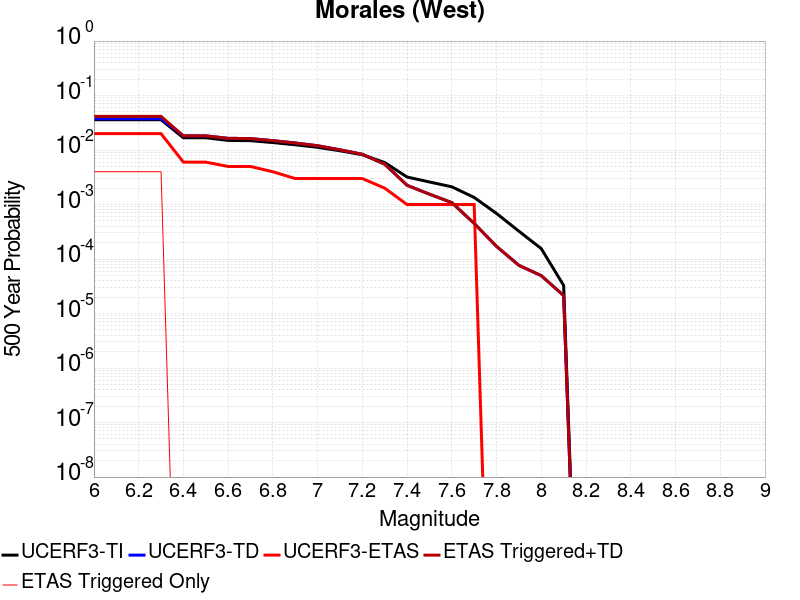 Morales (West)
500 Year Probability
10^0
10^-1
10^-2
10^-3
10^-4
10^-5
10^-6
10^-7
10^-8
6 6.2 6.4 6.6 6.8 7 7.2 7.4 7.6 7.8 8 8.2 8.4 8.6 8.8 9
Magnitude
UCERF3-TI UCERF3-TD UCERF3-ETAS ETAS Triggered+TD
ETAS Triggered Only